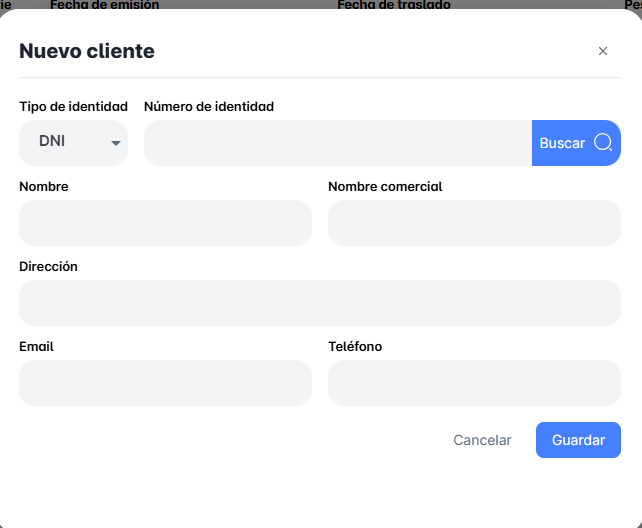 ie Fecha de emisión Fecha de traslado Pes
Nuevo cliente ×
Tipo de identidad Número de identidad
DNI Buscar
Nombre Nombre comercial
Dirección
Email Teléfono
Cancelar Guardar